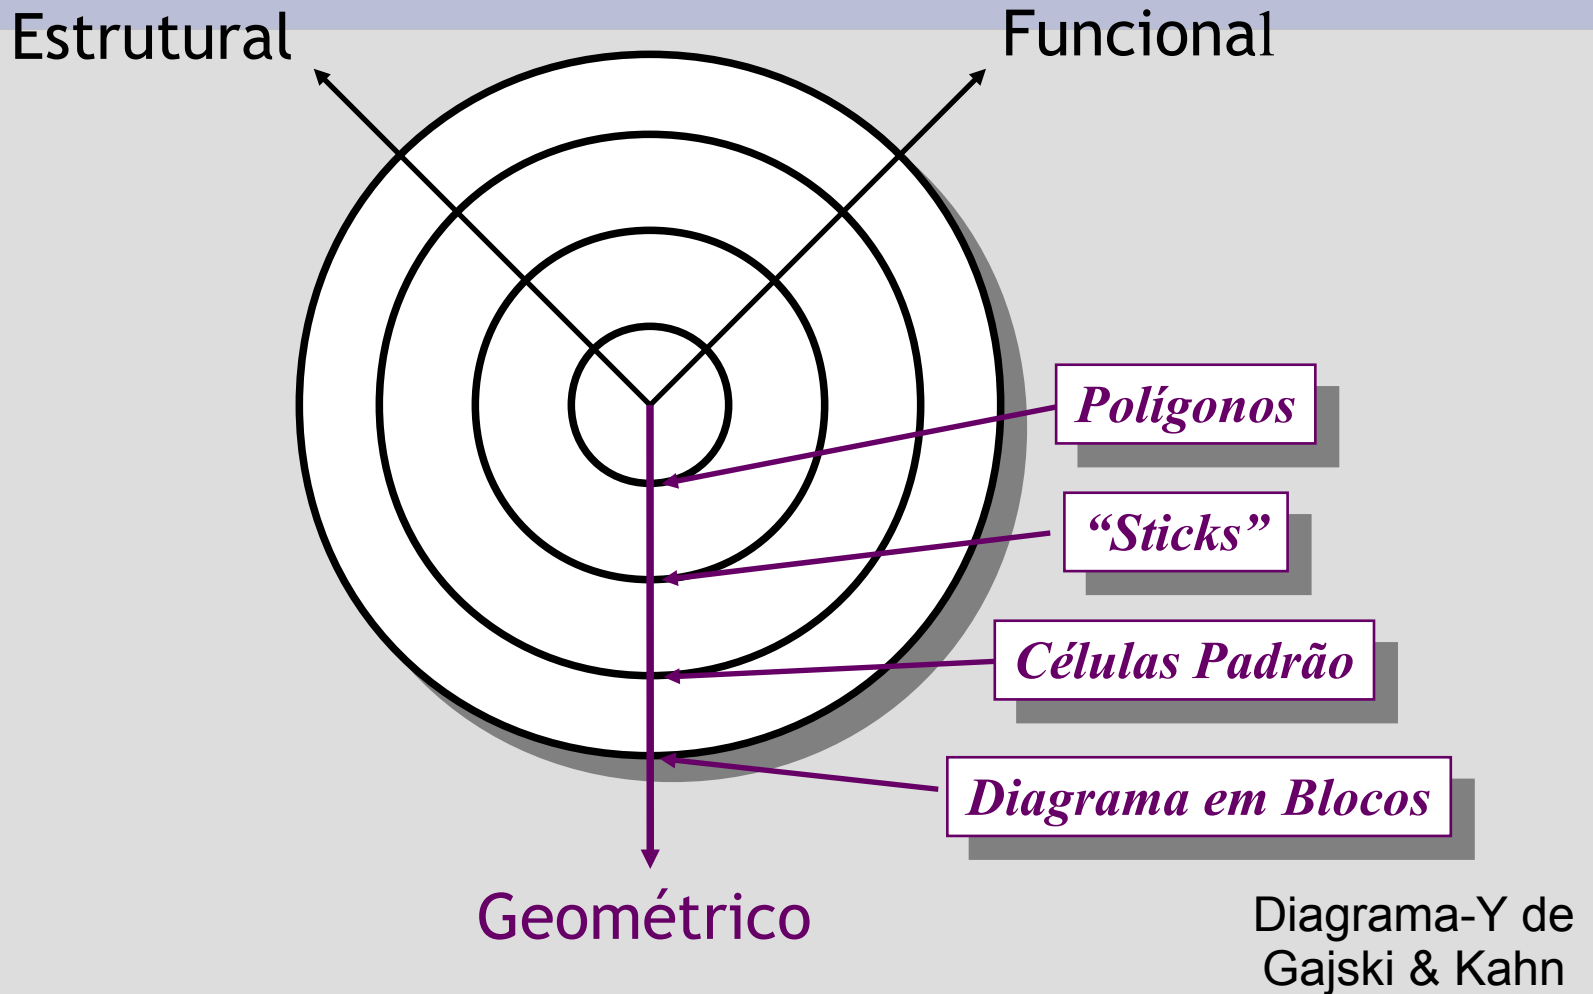 Estrutural
Funcional
Polígonos
“Sticks”
Células Padrão
Diagrama em Blocos
Geométrico
Diagrama-Y de
Gajski & Kahn